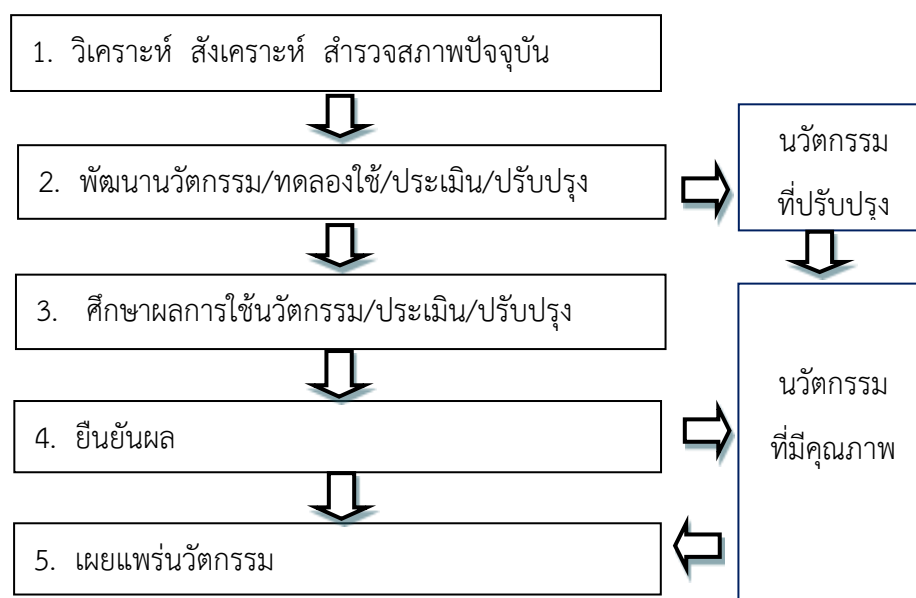 1. วิเคราะห์ สังเคราะห์ สำรวจสภาพปัจจุบัน
2. พัฒนานวัตกรรม/ทดลองใช้/ประเมิน/ปรับปรุง
นวัตกรรม
ที่ปรับปรุง
3. ศึกษาผลการใช้นวัตกรรม/ประเมิน/ปรับปรุง
4. ยืนยันผล
นวัตกรรม
ที่มีคุณภาพ
5. เผยแพร่นวัตกรรม